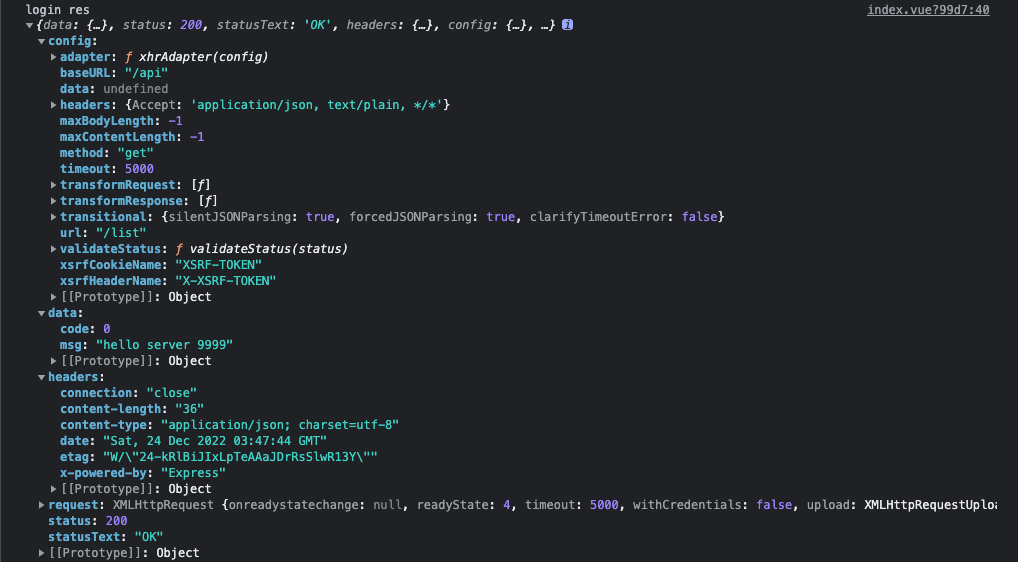 login res index.vue?99d7:40
▼{data: {…}, status: 200, statusText: 'OK', headers: {…}, config: {…}, …} i
▼config:
▶adapter: ƒ xhrAdapter(config)
baseURL: "/api"
data: undefined
▶headers: {Accept: 'application/json, text/plain, */*'}
maxBodyLength: -1
maxContentLength: -1
method: "get"
timeout: 5000
▶transformRequest: [ƒ]
▶transformResponse: [ƒ]
▶transitional: {silentJSONParsing: true, forcedJSONParsing: true, clarifyTimeoutError: false}
url: "/list"
▶validateStatus: ƒ validateStatus(status)
xsrfCookieName: "XSRF-TOKEN"
xsrfHeaderName: "X-XSRF-TOKEN"
▶[[Prototype]]: Object
▼data:
code: 0
msg: "hello server 9999"
▶[[Prototype]]: Object
▼headers:
connection: "close"
content-length: "36"
content-type: "application/json; charset=utf-8"
date: "Sat, 24 Dec 2022 03:47:44 GMT"
etag: "W/\"24-kRlBiJIxLpTeAAaJDrRsSlwR13Y\""
x-powered-by: "Express"
▶[[Prototype]]: Object
▶request: XMLHttpRequest {onreadystatechange: null, readyState: 4, timeout: 5000, withCredentials: false, upload: XMLHttpRequestUploa
status: 200
statusText: "OK"
▶[[Prototype]]: Object